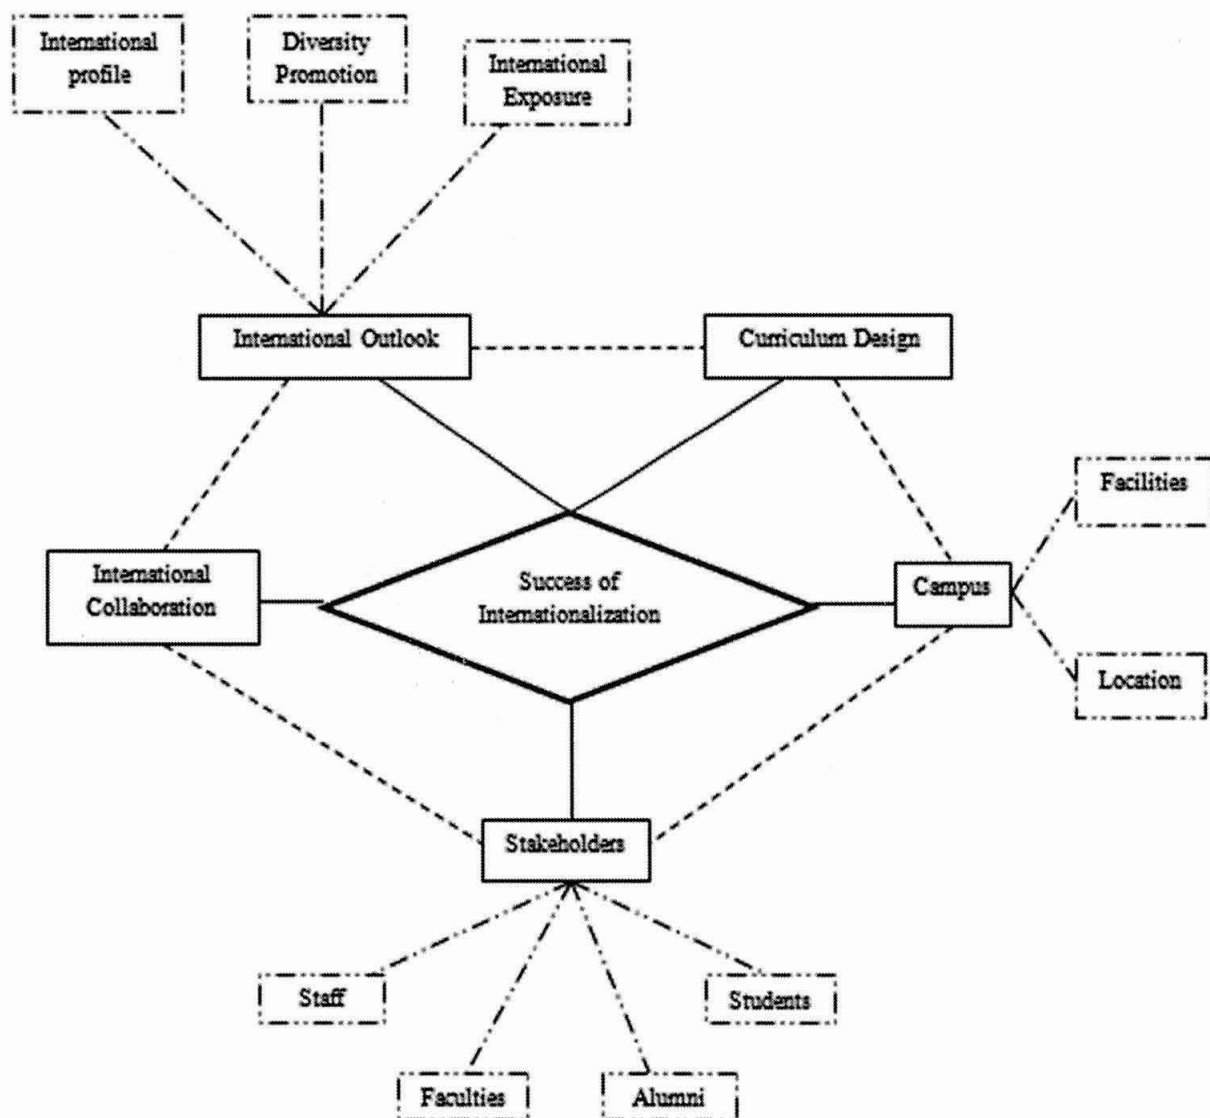 International
profile
Diversity
Promotion
International
Exposure
International Outlook
Curriculum Design
Facilities
International
Collaboration
Success of
Internationalization
Campus
Location
Stakeholders
Staff
Students
Faculties
Alumni